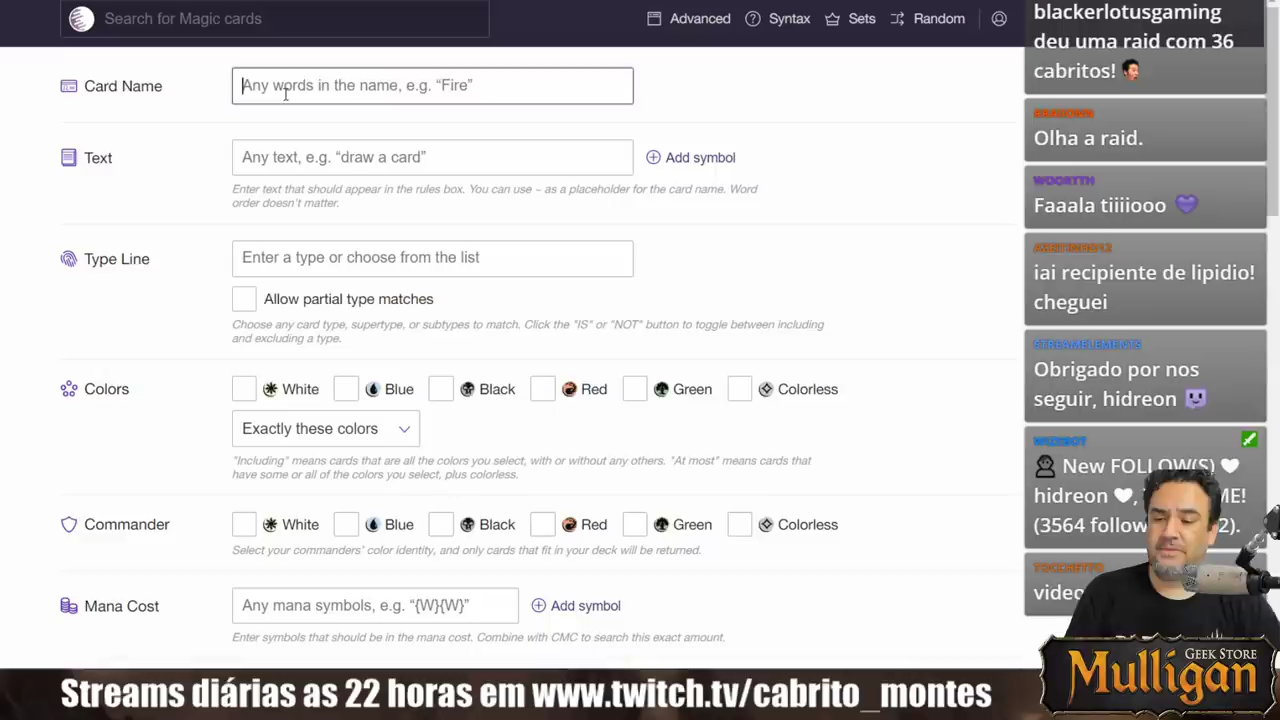 Search for Magic cards
Advanced
Syntax
Sets
Random
Card Name
Any words in the name, e.g. “Fire”
Text
Any text, e.g. “draw a card”
Add symbol
Enter text that should appear in the rules box. You can use ~ as a placeholder for the card name. Word
order doesn't matter.
Type Line
Enter a type or choose from the list
Allow partial type matches
Choose any card type, supertype, or subtypes to match. Click the "IS" or "NOT" button to toggle between including
and excluding a type.
Colors
White
Blue
Black
Red
Green
Colorless
Exactly these colors
"Including" means cards that are all the colors you select, with or without any others. "At most" means cards that
have some or all of the colors you select, plus colorless.
Commander
White
Blue
Black
Red
Green
Colorless
Select your commanders' color identity, and only cards that fit in your deck will be returned.
Mana Cost
Any mana symbols, e.g. “{W}{W}”
Add symbol
Enter symbols that should be in the mana cost. Combine with CMC to search this exact amount.
blackerlotusgaming
deu uma raid com 36
cabritos!
Olha a raid.
WOORTTH
Faaala tiiiiooo
iai recipiente de lipidio!
cheguei
STREAMELEMENTS
Obrigado por nos
seguir, hidreon
WIZEBOT
New FOLLOW(S)
hidreon
ME!
(3564 follow
2).
TOCCHETTO
video
GEEK STORE
Mulligan
Streams diárias as 22 horas em www.twitch.tv/cabrito_montes